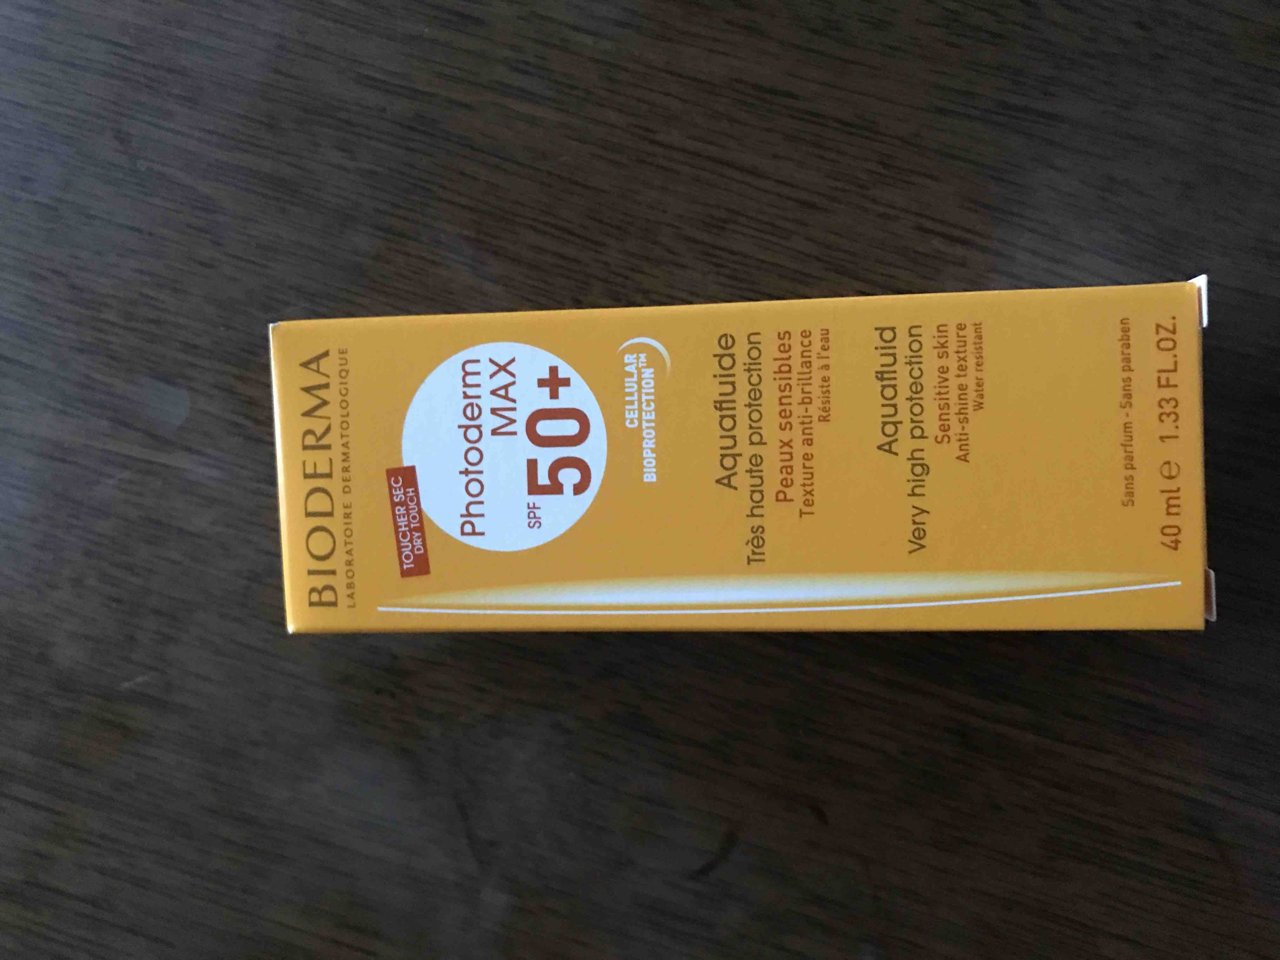 BIODERMA
LABORATOIRE DERMATOLOGIQUE
TOUCHER SEC
DRY TOUCH
Photoderm
MAX
SPF 50+
CELLULAR
BIOPROTECTION™
Aquafluide
Très haute protection
Peaux sensibles
Texture anti-brillance
Résiste à l'eau
Aquafluid
Very high protection
Sensitive skin
Anti-shine texture
Water resistant
Sans parfum - Sans paraben
40 ml e 1.33 FL.OZ.